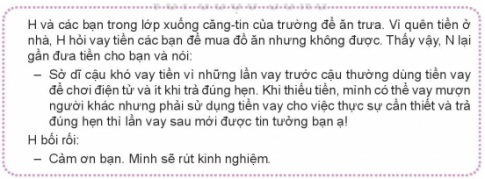 H và các bạn trong lớp xuống căng-tin của trường để ăn trưa. Vì quên tiền ở
nhà, H hỏi vay tiền các bạn để mua đồ ăn nhưng không được. Thấy vậy, N lại
gần đưa tiền cho bạn và nói:
– Sở dĩ cậu khó vay tiền vì những lần vay trước cậu thường dùng tiền vay
để chơi điện tử và ít khi trả đúng hẹn. Khi thiếu tiền, mình có thể vay mượn
người khác nhưng phải sử dụng tiền vay cho việc thực sự cần thiết và trả
đúng hẹn thì lần vay sau mới được tin tưởng bạn ạ!
H bối rối:
– Cảm ơn bạn. Mình sẽ rút kinh nghiệm.